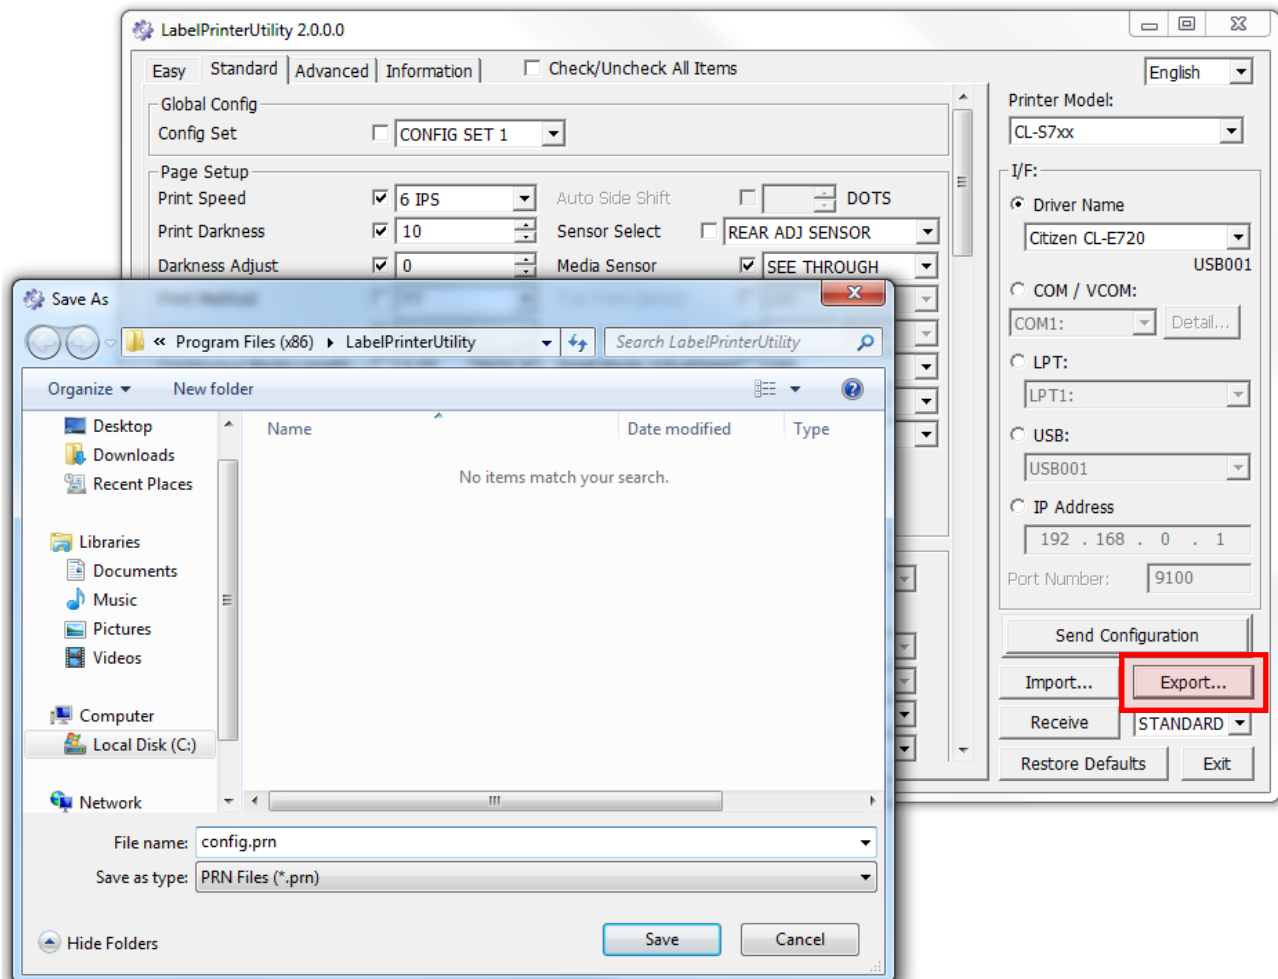 LabelPrinterUtility 2.0.0.0
Easy Standard Advanced Information Check/Uncheck All Items
English
Global Config
Config Set CONFIG SET 1
Page Setup
Print Speed 6 IPS Auto Side Shift DOTS
Print Darkness 10 Sensor Select REAR ADJ SENSOR
Darkness Adjust 0 Media Sensor SEE THROUGH
Printer Model:
CL-S7xx
I/F:
Driver Name
Citizen CL-E720
USB001
COM / VCOM:
COM1: Detail...
LPT:
LPT1:
USB:
USB001
IP Address
192 . 168 . 0 . 1
Port Number: 9100
Send Configuration
Import... Export...
Receive STANDARD
Restore Defaults Exit
Save As
« Program Files (x86) LabelPrinterUtility Search LabelPrinterUtility
Organize New folder
Name Date modified Type
No items match your search.
Desktop
Downloads
Recent Places
Libraries
Documents
Music
Pictures
Videos
Computer
Local Disk (C:)
Network
File name: config.prn
Save as type: PRN Files (*.prn)
Hide Folders Save Cancel